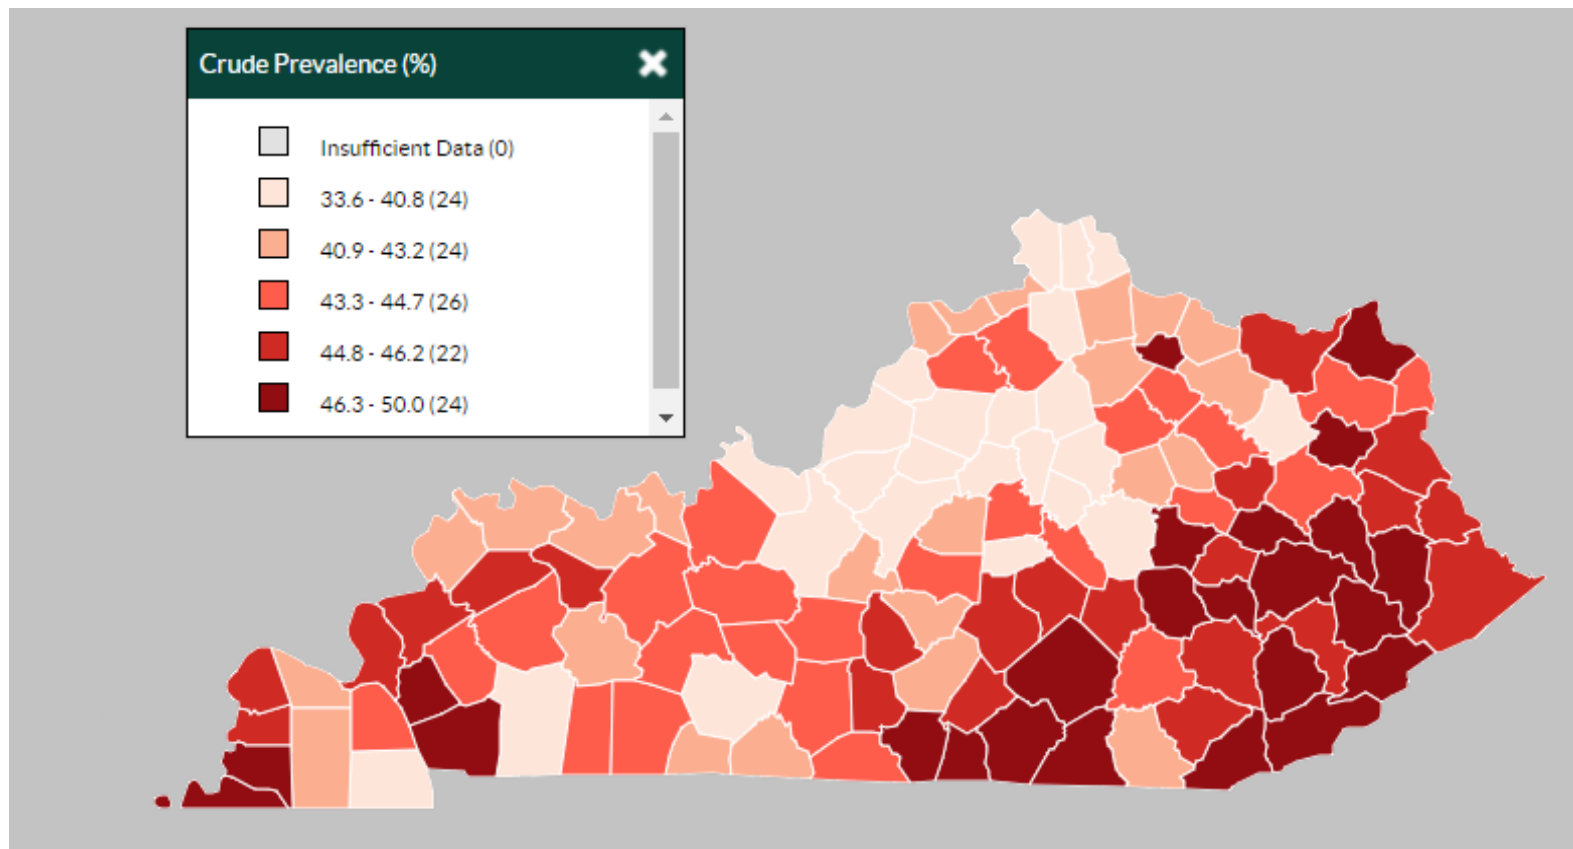 Crude Prevalence (%)
Insufficient Data (0)
33.6 - 40.8 (24)
40.9 - 43.2 (24)
43.3 - 44.7 (26)
44.8 - 46.2 (22)
46.3 - 50.0 (24)